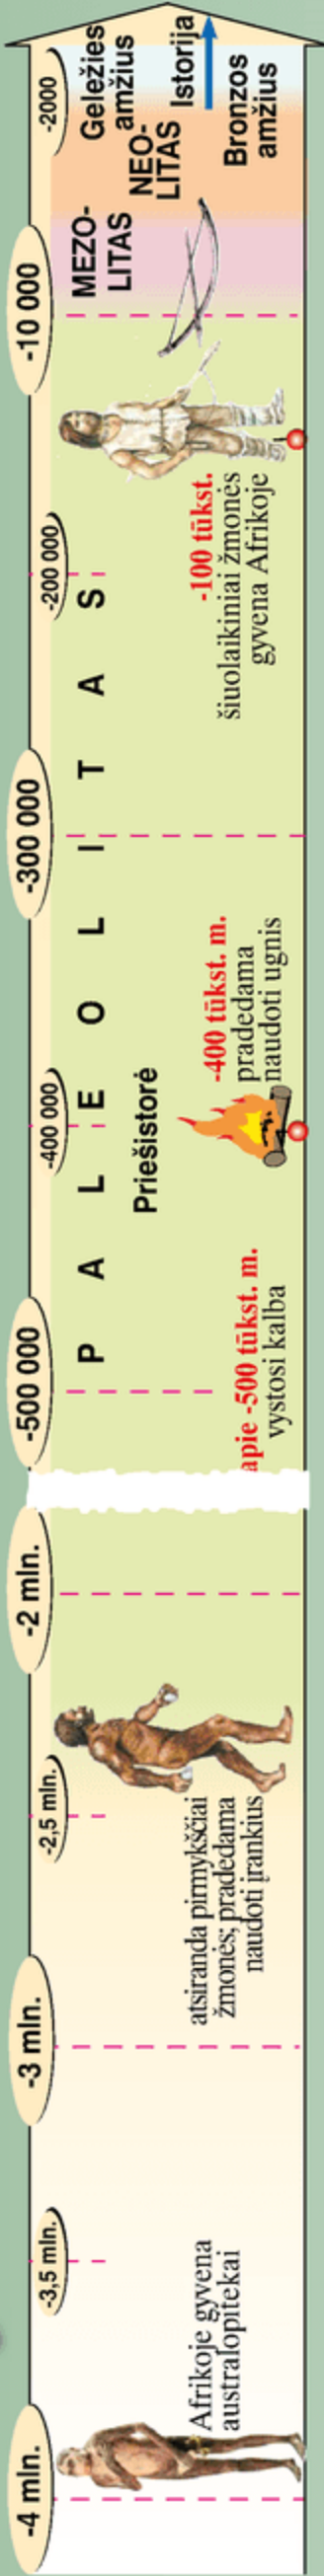 -4 mln.
-3,5 mln.
-3 mln.
-2,5 mln.
-2 mln.
-500 000
-400 000
-300 000
-200 000
-10 000
-2000
PALEOLITAS
Priešistorė
MEZO-
LITAS
NEO-
LITAS
Geležies
amžius
Istorija
Bronzos
amžius
Afrikoje gyvena
australopitekai
atsiranda pirmykščiai
žmonės; pradedama
naudoti įrankius
apie -500 tūkst. m.
vystosi kalba
-400 tūkst. m.
pradedama
naudoti ugnis
-100 tūkst.
šiuolaikiniai žmonės
gyvena Afrikoje